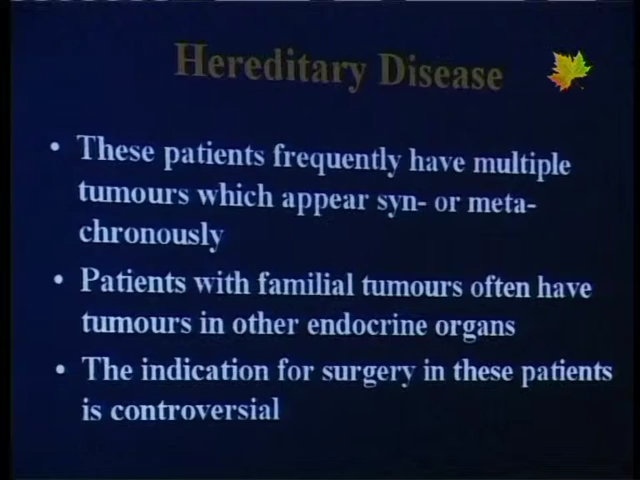 Hereditary Disease
• These patients frequently have multiple
tumours which appear syn- or meta-
chronously
• Patients with familial tumours often have
tumours in other endocrine organs
• The indication for surgery in these patients
is controversial